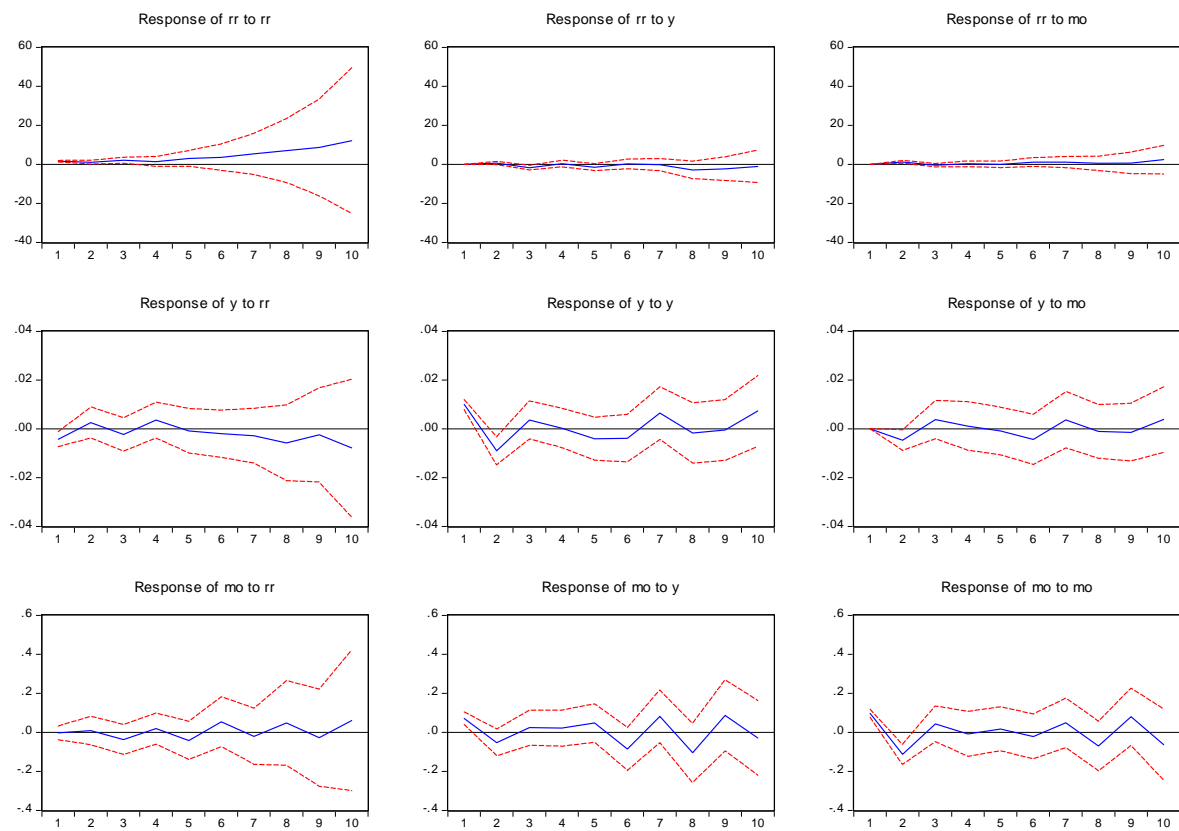 Response of rr to rr
60
40
20
0
-20
-40
1 2 3 4 5 6 7 8 9 10
Response of rr to y
60
40
20
0
-20
-40
1 2 3 4 5 6 7 8 9 10
Response of rr to mo
60
40
20
0
-20
-40
1 2 3 4 5 6 7 8 9 10
Response of y to rr
.04
.02
.00
-.02
-.04
1 2 3 4 5 6 7 8 9 10
Response of y to y
.04
.02
.00
-.02
-.04
1 2 3 4 5 6 7 8 9 10
Response of y to mo
.04
.02
.00
-.02
-.04
1 2 3 4 5 6 7 8 9 10
Response of mo to rr
.6
.4
.2
.0
-.2
-.4
1 2 3 4 5 6 7 8 9 10
Response of mo to y
.6
.4
.2
.0
-.2
-.4
1 2 3 4 5 6 7 8 9 10
Response of mo to mo
.6
.4
.2
.0
-.2
-.4
1 2 3 4 5 6 7 8 9 10